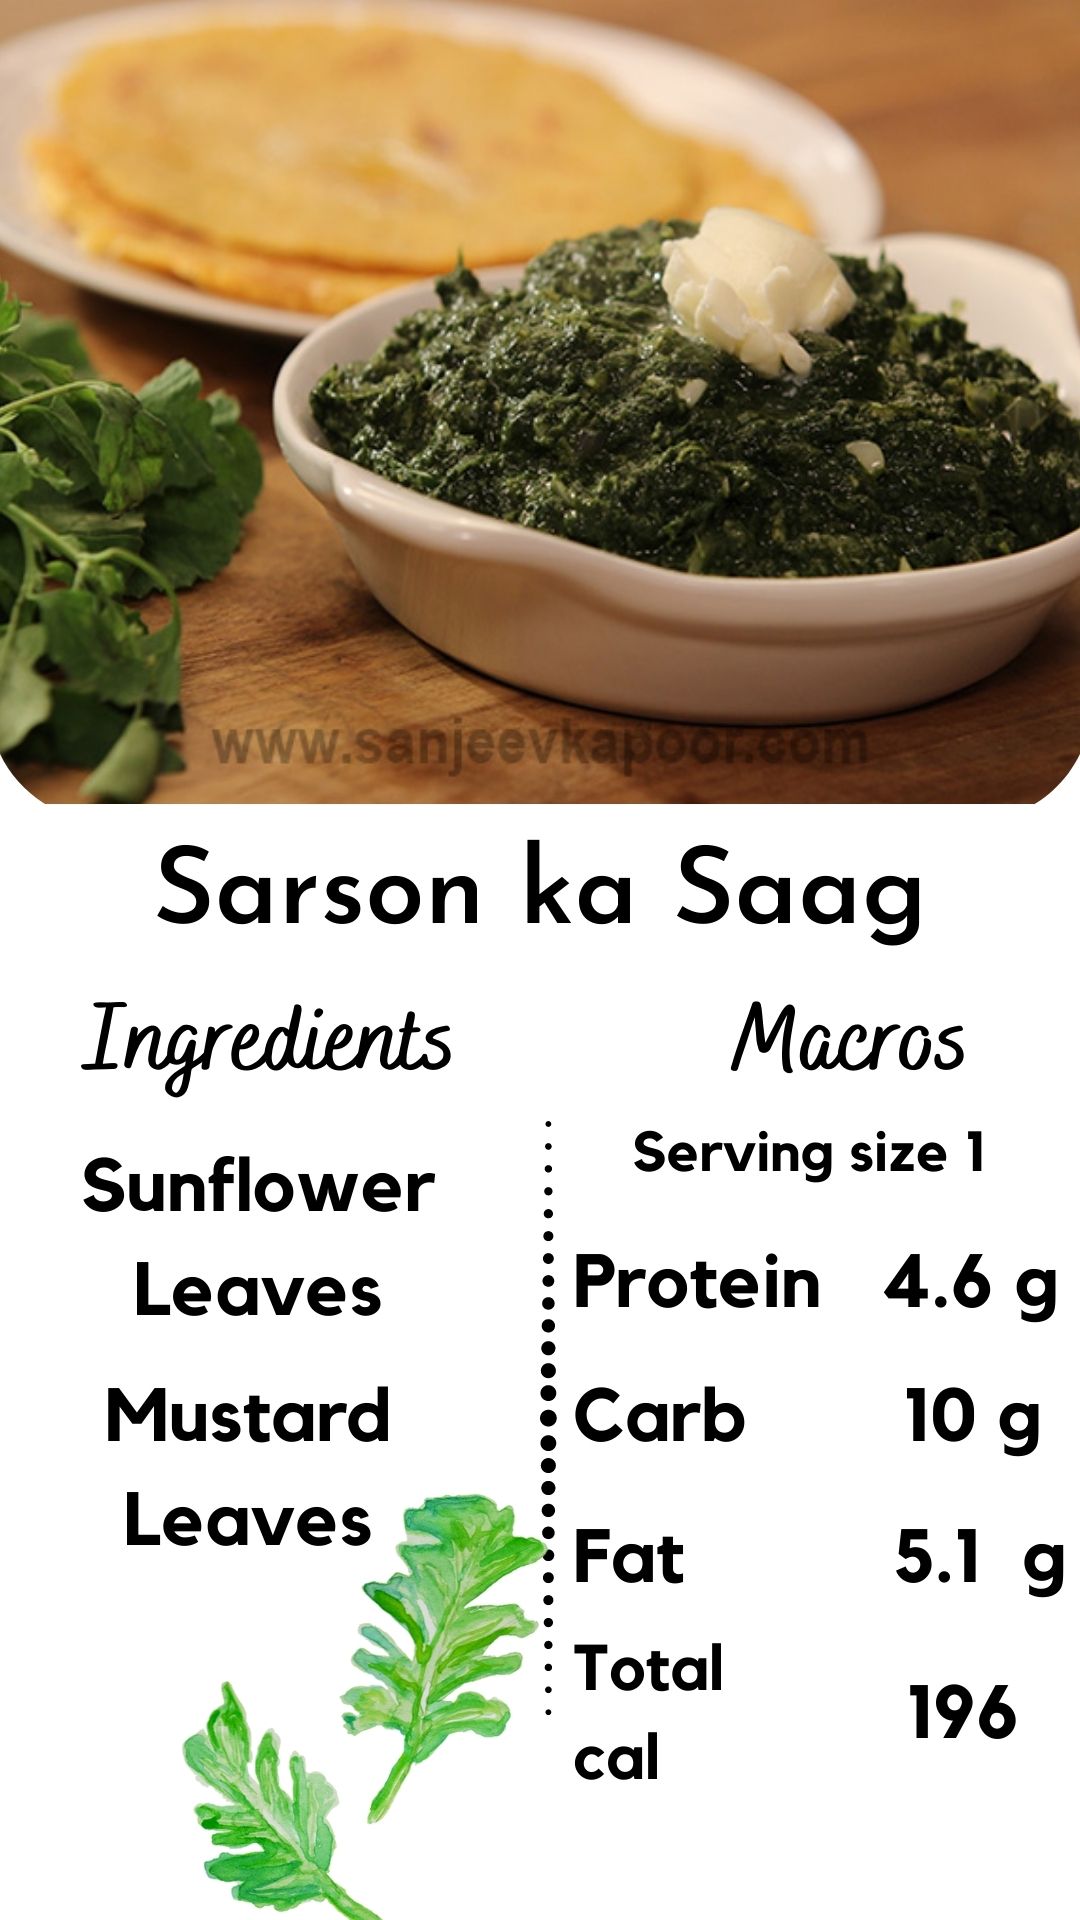 www.sanjeevkapoor.com
Sarson ka Saag
Ingredients
Sunflower
Leaves
Mustard
Leaves
Macros
Serving size 1
Protein 4.6 g
Carb 10 g
Fat 5.1 g
Total
cal
196